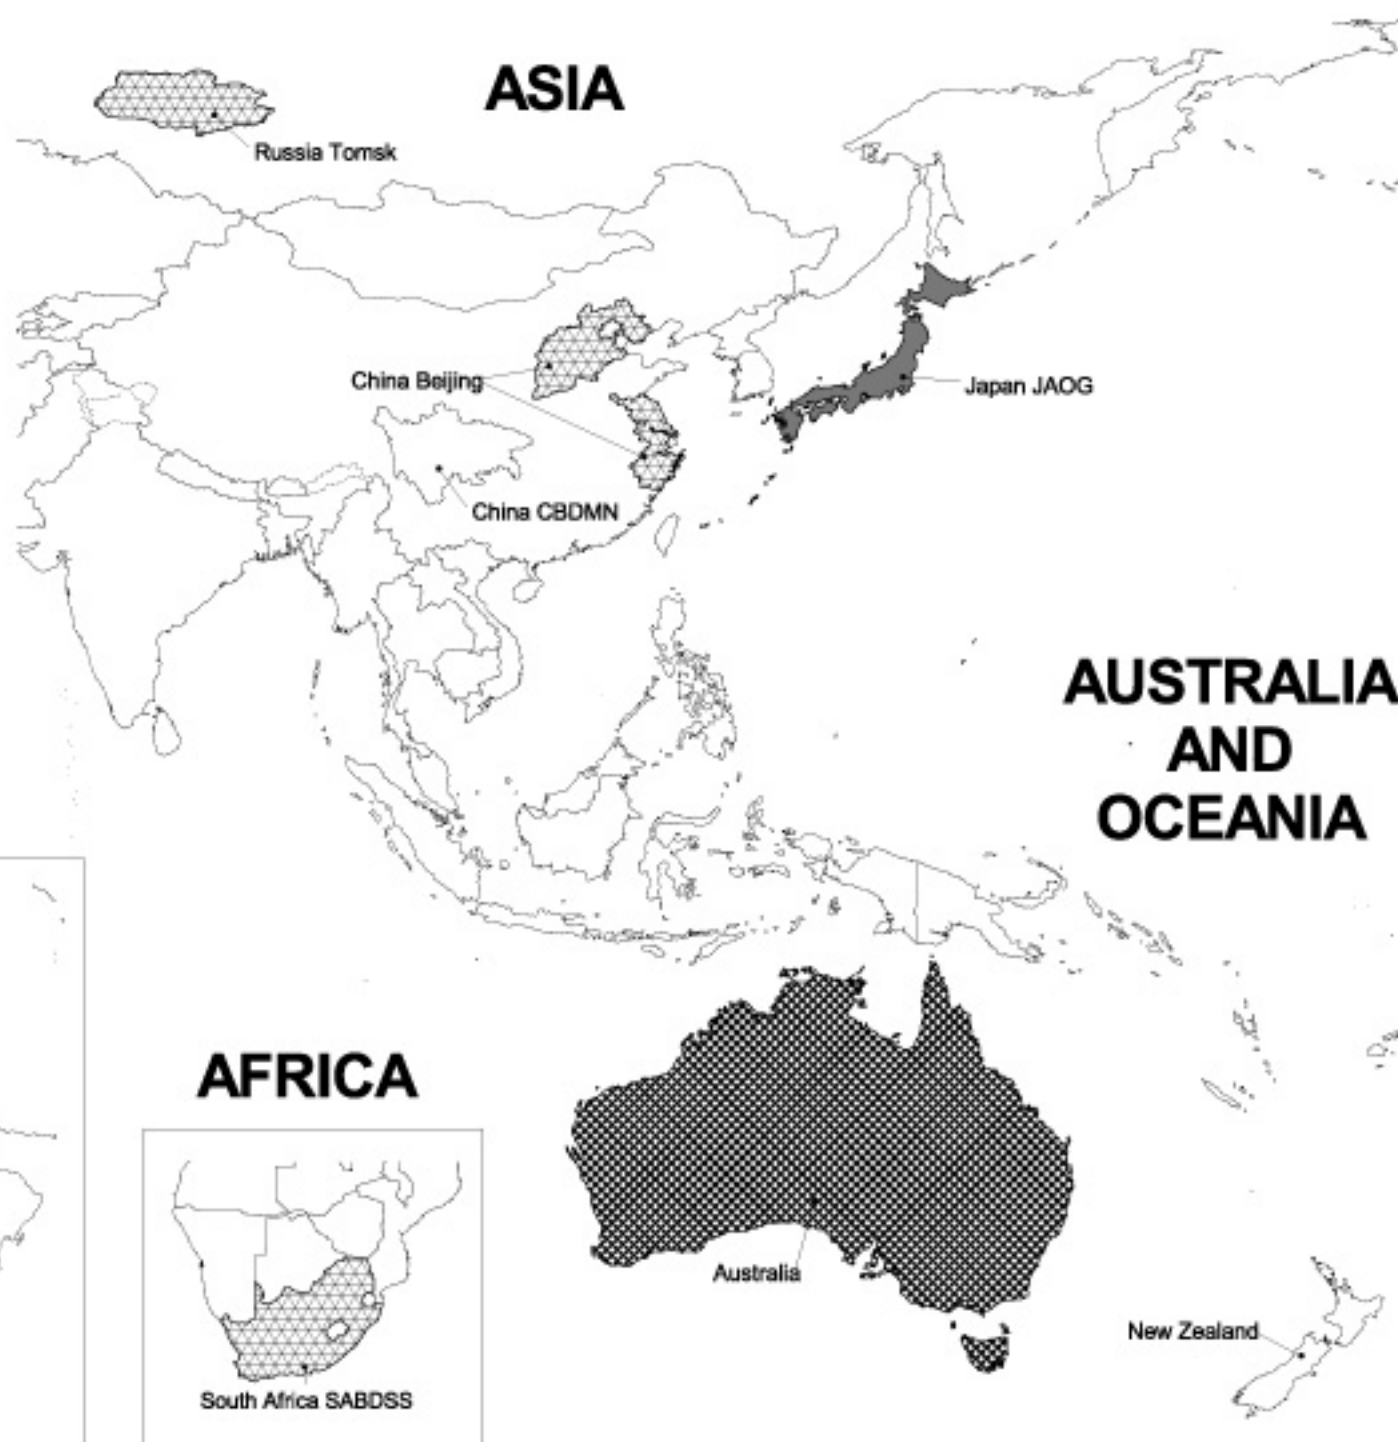 ASIA
Russia Tomsk
China Beijing
Japan JAOG
China CBDMN
AUSTRALIA
AND
OCEANIA
AFRICA
Australia
New Zealand
South Africa SABDSS